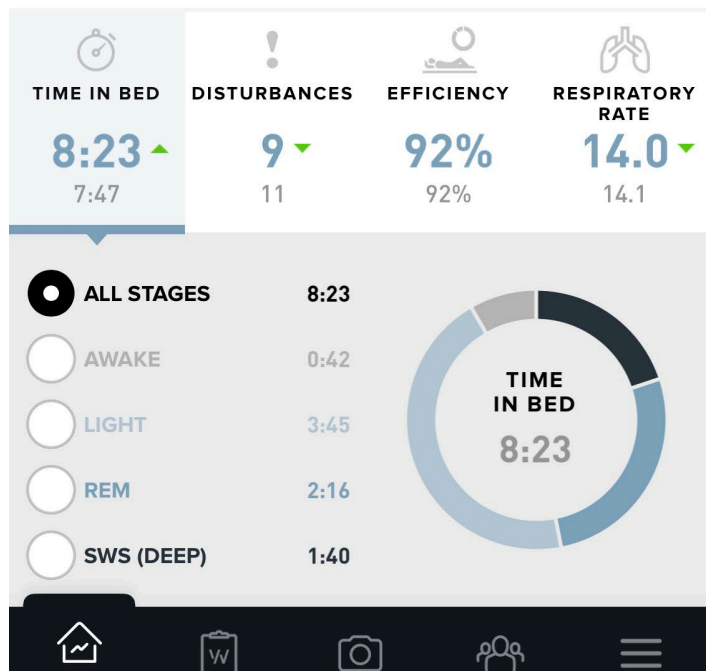 TIME IN BED
DISTURBANCES
EFFICIENCY
RESPIRATORY
RATE
8:23
9
92%
14.0
7:47
11
92%
14.1
ALL STAGES 8:23
AWAKE 0:42
LIGHT 3:45
REM 2:16
SWS (DEEP) 1:40
TIME
IN BED
8:23